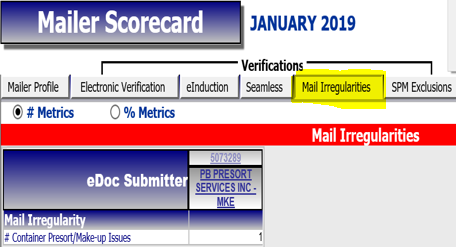 Mailer Scorecard
JANUARY 2019
Verifications
Mailer Profile
Electronic Verification
eInduction
Seamless
Mail Irregularities
SPM Exclusions
# Metrics
% Metrics
Mail Irregularities
eDoc Submitter
5073289
PB PRESORT
SERVICES INC -
MKE
Mail Irregularity
# Container Presort/Make-up Issues 1